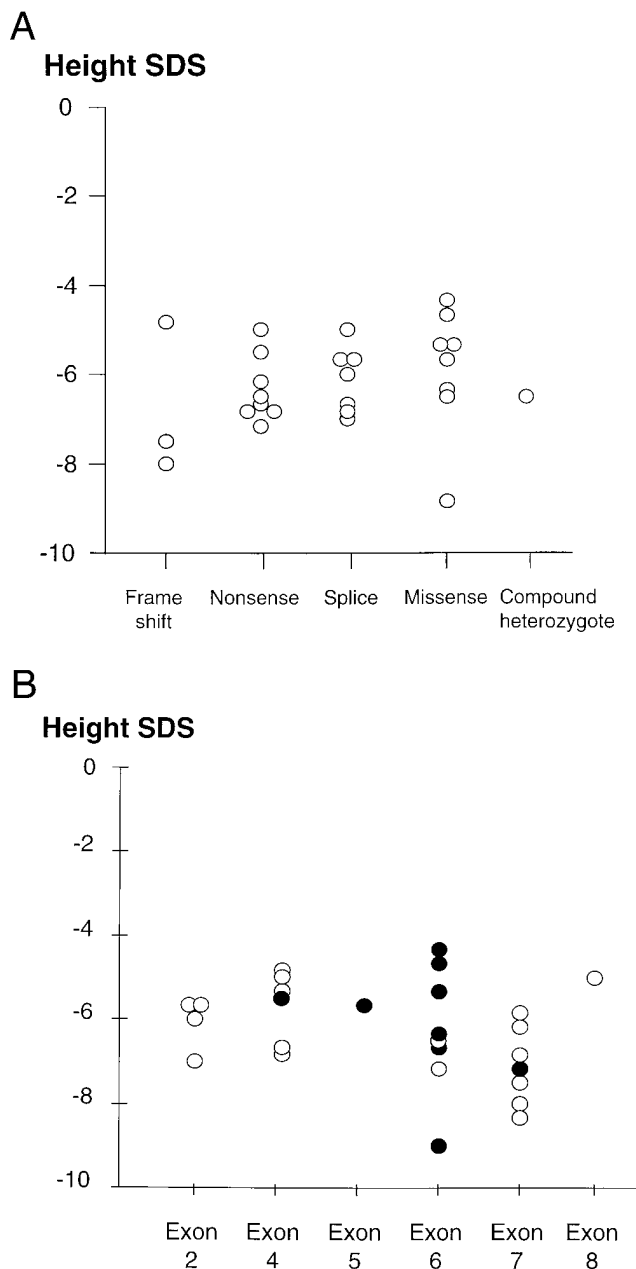 A
Height SDS
0
-2
-4
-6
-8
-10
Frame shift
Nonsense
Splice
Missense
Compound heterozygote
B
Height SDS
0
-2
-4
-6
-8
-10
Exon 2
Exon 4
Exon 5
Exon 6
Exon 7
Exon 8